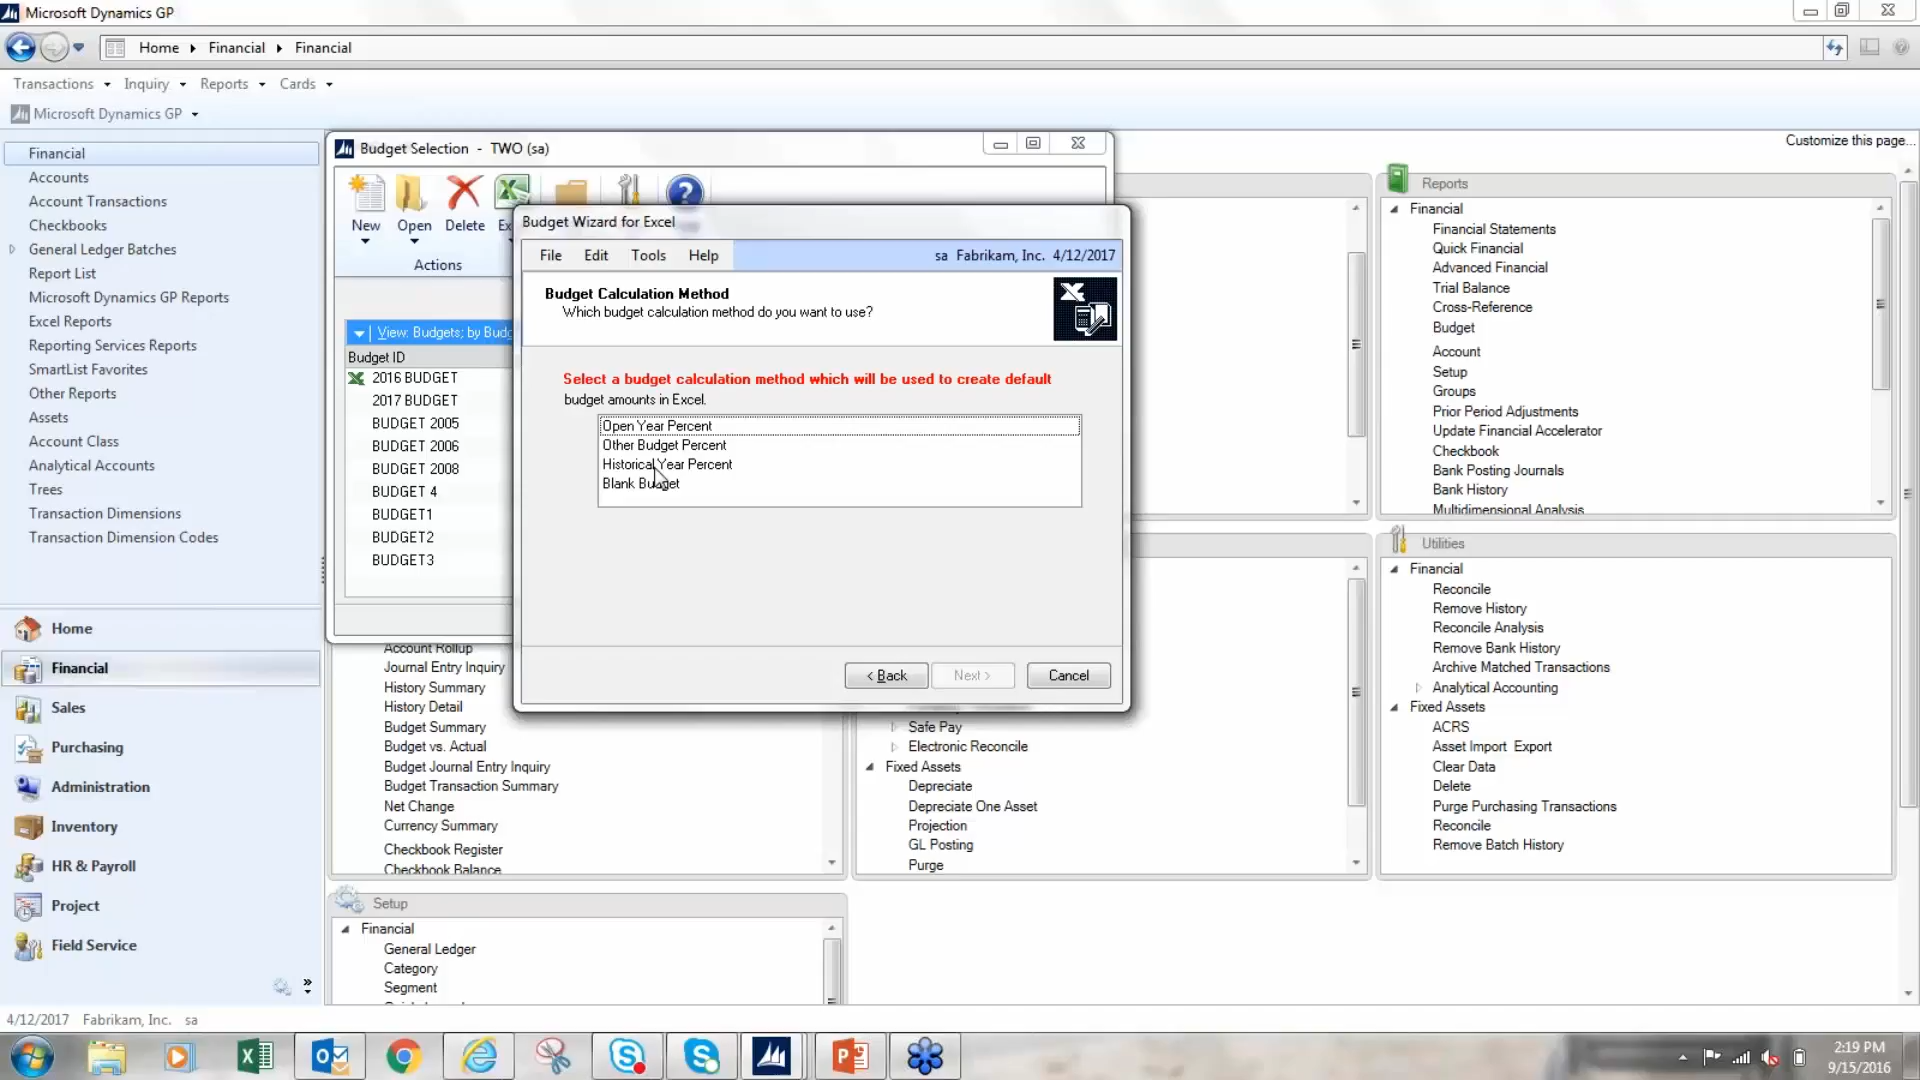 Microsoft Dynamics GP
Home Financial Financial
Transactions Inquiry Reports Cards
Microsoft Dynamics GP
Customize this page...
Financial
Accounts
Account Transactions
Checkbooks
General Ledger Batches
Report List
Microsoft Dynamics GP Reports
Excel Reports
Reporting Services Reports
SmartList Favorites
Other Reports
Assets
Account Class
Analytical Accounts
Trees
Transaction Dimensions
Transaction Dimension Codes
Home
Financial
Sales
Purchasing
Administration
Inventory
HR & Payroll
Project
Field Service
Budget Selection - TWO (sa)
New
Open
Delete
Actions
View: Budgets; by Budg
Budget ID
2016 BUDGET
2017 BUDGET
BUDGET 2005
BUDGET 2006
BUDGET 2008
BUDGET 4
BUDGET1
BUDGET2
BUDGET3
Budget Wizard for Excel
File Edit Tools Help
sa Fabrikam, Inc. 4/12/2017
Budget Calculation Method
Which budget calculation method do you want to use?
Select a budget calculation method which will be used to create default
budget amounts in Excel.
Open Year Percent
Other Budget Percent
Historical Year Percent
Blank Budget
< Back
Next >
Cancel
Account Rollup
Journal Entry Inquiry
History Summary
History Detail
Budget Summary
Budget vs. Actual
Budget Journal Entry Inquiry
Budget Transaction Summary
Net Change
Currency Summary
Checkbook Register
Checkbook Balance
Safe Pay
Electronic Reconcile
Fixed Assets
Depreciate
Depreciate One Asset
Projection
GL Posting
Purge
Setup
Financial
General Ledger
Category
Segment
Reports
Financial
Financial Statements
Quick Financial
Advanced Financial
Trial Balance
Cross-Reference
Budget
Account
Setup
Groups
Prior Period Adjustments
Update Financial Accelerator
Checkbook
Bank Posting Journals
Bank History
Multidimensional Analysis
Utilities
Financial
Reconcile
Remove History
Reconcile Analysis
Remove Bank History
Archive Matched Transactions
Analytical Accounting
Fixed Assets
ACRS
Asset Import Export
Clear Data
Delete
Purge Purchasing Transactions
Reconcile
Remove Batch History
4/12/2017 Fabrikam, Inc. sa
2:19 PM
9/15/2016